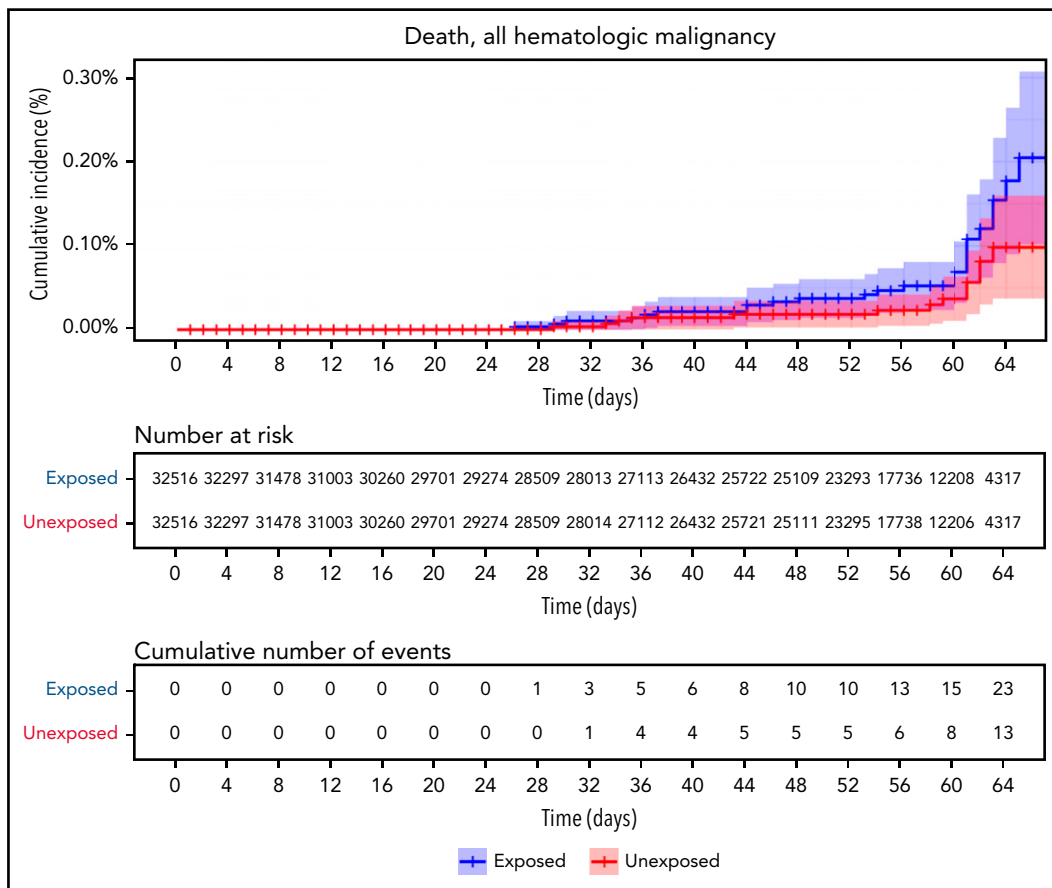 Death, all hematologic malignancy
Cumulative incidence (%)
0.30%
0.20%
0.10%
0.00%
0 4 8 12 16 20 24 28 32 36 40 44 48 52 56 60 64
Time (days)
Number at risk
Exposed 32516 32297 31478 31003 30260 29701 29274 28509 28013 27113 26432 25722 25109 23293 17736 12208 4317
Unexposed 32516 32297 31478 31003 30260 29701 29274 28509 28014 27112 26432 25721 25111 23295 17738 12206 4317
0 4 8 12 16 20 24 28 32 36 40 44 48 52 56 60 64
Time (days)
Cumulative number of events
Exposed 0 0 0 0 0 0 0 1 3 5 6 8 10 10 13 15 23
Unexposed 0 0 0 0 0 0 0 0 1 4 4 5 5 5 6 8 13
0 4 8 12 16 20 24 28 32 36 40 44 48 52 56 60 64
Time (days)
Exposed Unexposed